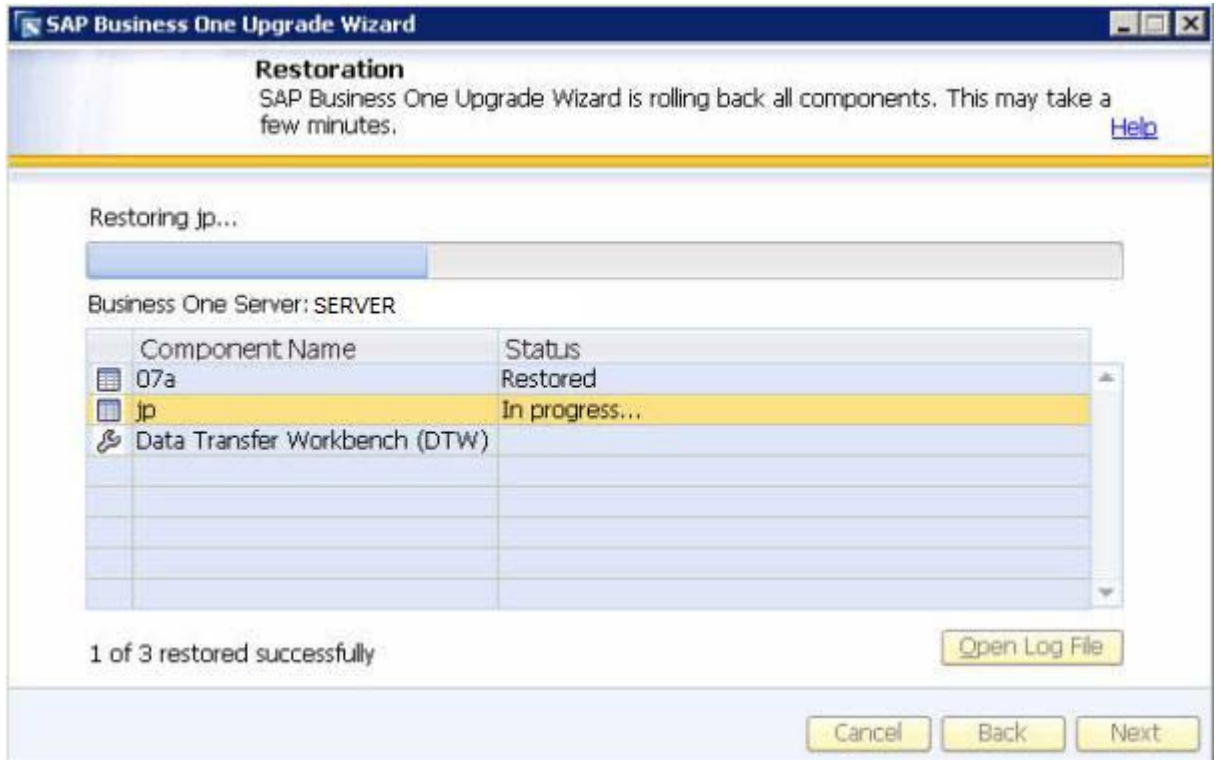 SAP Business One Upgrade Wizard
Restoration
SAP Business One Upgrade Wizard is rolling back all components. This may take a
few minutes.
Help
Restoring jp...
Business One Server: SERVER
Component Name Status
07a Restored
jp In progress...
Data Transfer Workbench (DTW)
1 of 3 restored successfully
Open Log File
Cancel Back Next